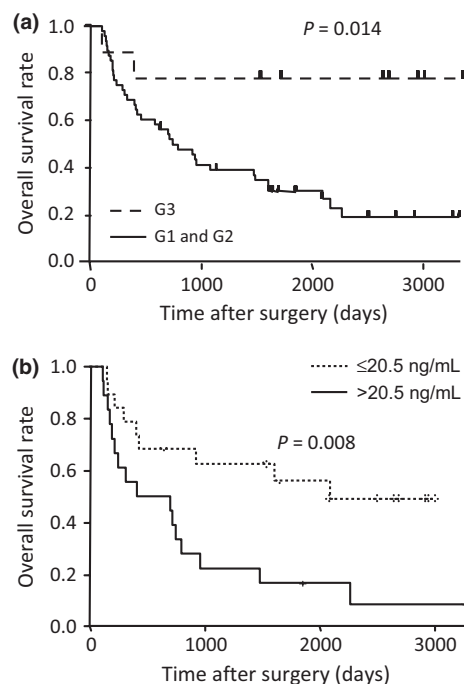 (a)
1.0
P = 0.014
0.8
0.6
0.4
0.2
0.0
Overall survival rate
G3
G1 and G2
0
1000
2000
3000
Time after surgery (days)
(b)
1.0
≤20.5 ng/mL
>20.5 ng/mL
P = 0.008
0.8
0.6
0.4
0.2
0.0
Overall survival rate
0
1000
2000
3000
Time after surgery (days)